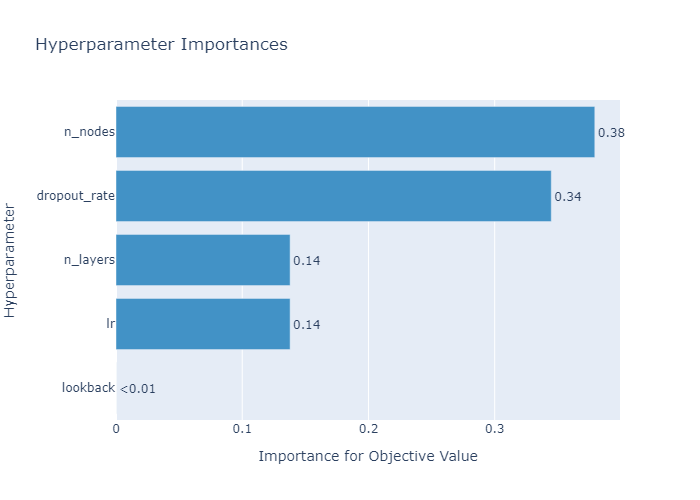 Hyperparameter Importances
Hyperparameter
n_nodes
0.38
dropout_rate
0.34
n_layers
0.14
lr
0.14
lookback
<0.01
0
0.1
0.2
0.3
Importance for Objective Value